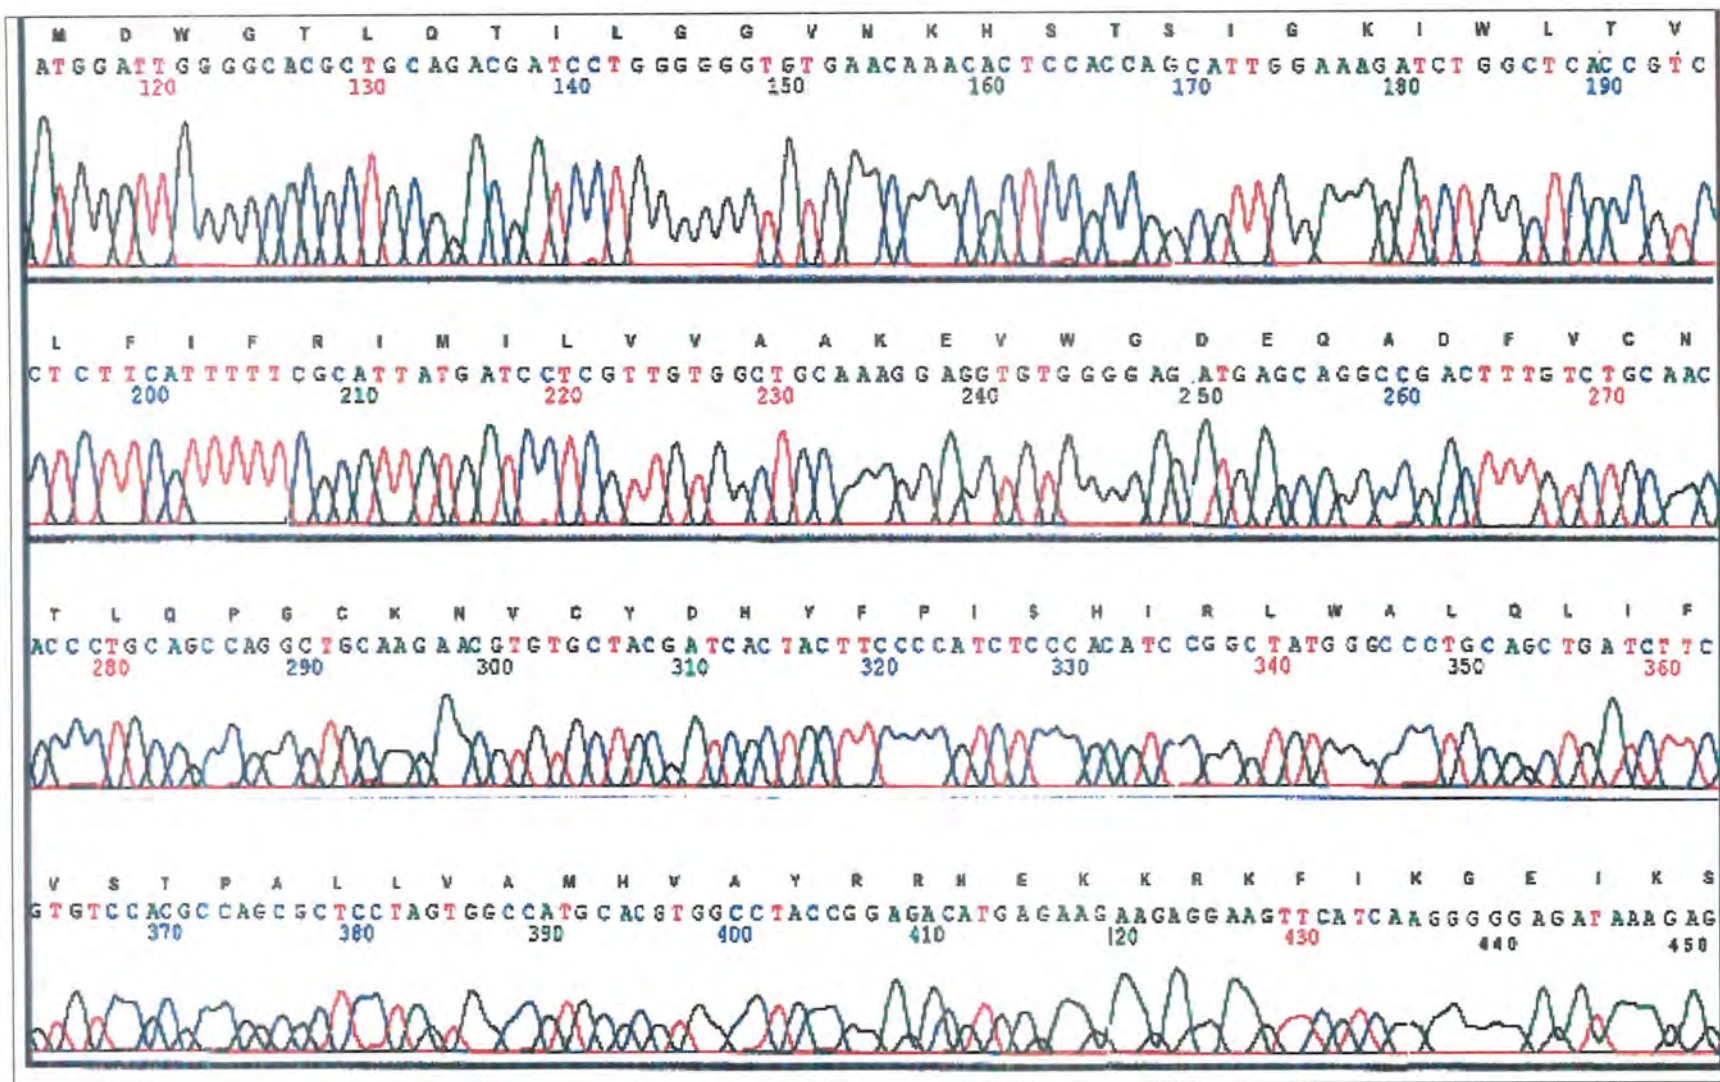 M D W G T L Q T I L G G V N K H S T S I G K I W L T V
ATGGATTGGGGCACGCTGCAGACGATCCTGGGGGGTGTGAACAAACACTCCACCAGCATTGGAAAGATCTGGCTCACCGTC
120 130 140 150 160 170 180 190
L F I F R I M I L V V A A K E V W G D E Q A D F V C N
CTCTTCATTTTTCGCATTATGATCCTCGTTGTGGCTGCAAAGGAGGTGTGGGGAGATGAGCAGGCCGACTTTGTCTGCAAC
200 210 220 230 240 250 260 270
T L Q P G C K N V C Y D H Y F P I S H I R L W A L Q L I F
ACCCTGCAGCCAGGCTGCAAGAACGTGTGCTACGATCACTACTTCCCCATCTCCCACATCCGGCTATGGGCCCTGCAGCTGATCTTC
280 290 300 310 320 330 340 350 360
V S T P A L L V A M H V A Y R R H E K K R K F I K G E I K S
GTGTCCACGCCAGCGCTCCTAGTGGCCATGCACGTGGCCTACCGGAGACATGAGAAGAAGAGGAAGTTCATCAAGGGGGAGATAAAGAG
370 380 390 400 410 120 430 440 450